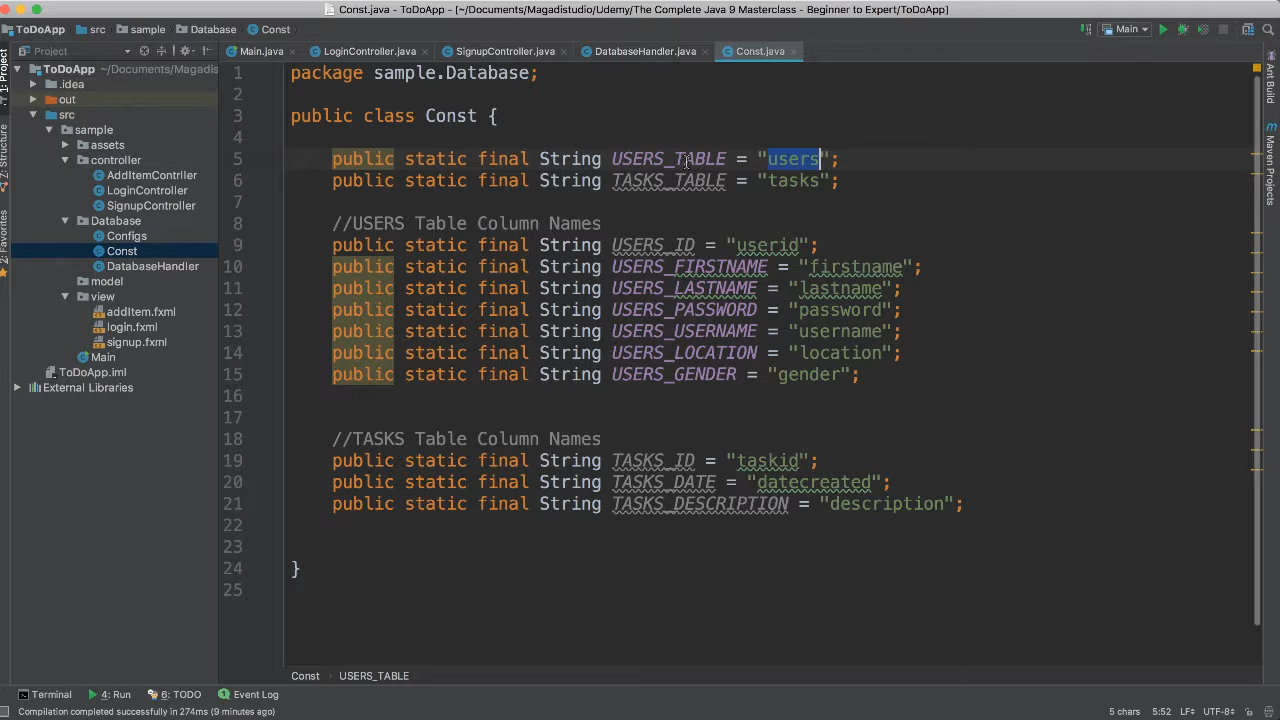 Const.java - ToDoApp - [~/Documents/Magadistudio/Udemy/The Complete Java 9 Masterclass - Beginner to Expert/ToDoApp]
ToDoApp src sample Database Const Main
Project
Main.java LoginController.java SignupController.java DatabaseHandler.java Const.java
1: Project
Structure
2: Favorites
ToDoApp ~/Documents/Magadis
.idea
out
src
sample
assets
controller
AddItemContrller
LoginController
SignupController
Database
Configs
Const
DatabaseHandler
model
view
addItem.fxml
login.fxml
signup.fxml
Main
ToDoApp.iml
External Libraries
1 package sample.Database;
2
3 public class Const {
4
5 public static final String USERS_TABLE = "users";
6 public static final String TASKS_TABLE = "tasks";
7
8 //USERS Table Column Names
9 public static final String USERS_ID = "userid";
10 public static final String USERS_FIRSTNAME = "firstname";
11 public static final String USERS_LASTNAME = "lastname";
12 public static final String USERS_PASSWORD = "password";
13 public static final String USERS_USERNAME = "username";
14 public static final String USERS_LOCATION = "location";
15 public static final String USERS_GENDER = "gender";
16
17
18 //TASKS Table Column Names
19 public static final String TASKS_ID = "taskid";
20 public static final String TASKS_DATE = "datecreated";
21 public static final String TASKS_DESCRIPTION = "description";
22
23
24 }
25
Ant Build
Maven Projects
Const USERS_TABLE
Terminal 4: Run 6: TODO Event Log
Compilation completed successfully in 274ms (9 minutes ago) 5 chars 5:52 LF UTF-8